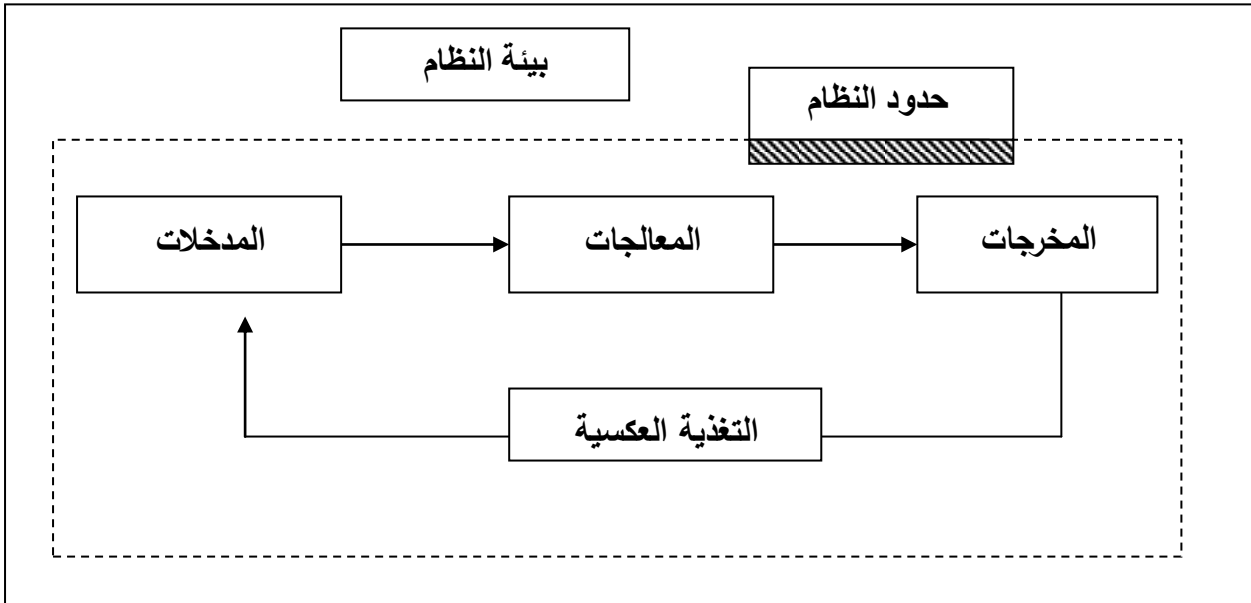 بيئة النظام
حدود النظام
المدخلات
المعالجات
المخرجات
التغذية العكسية